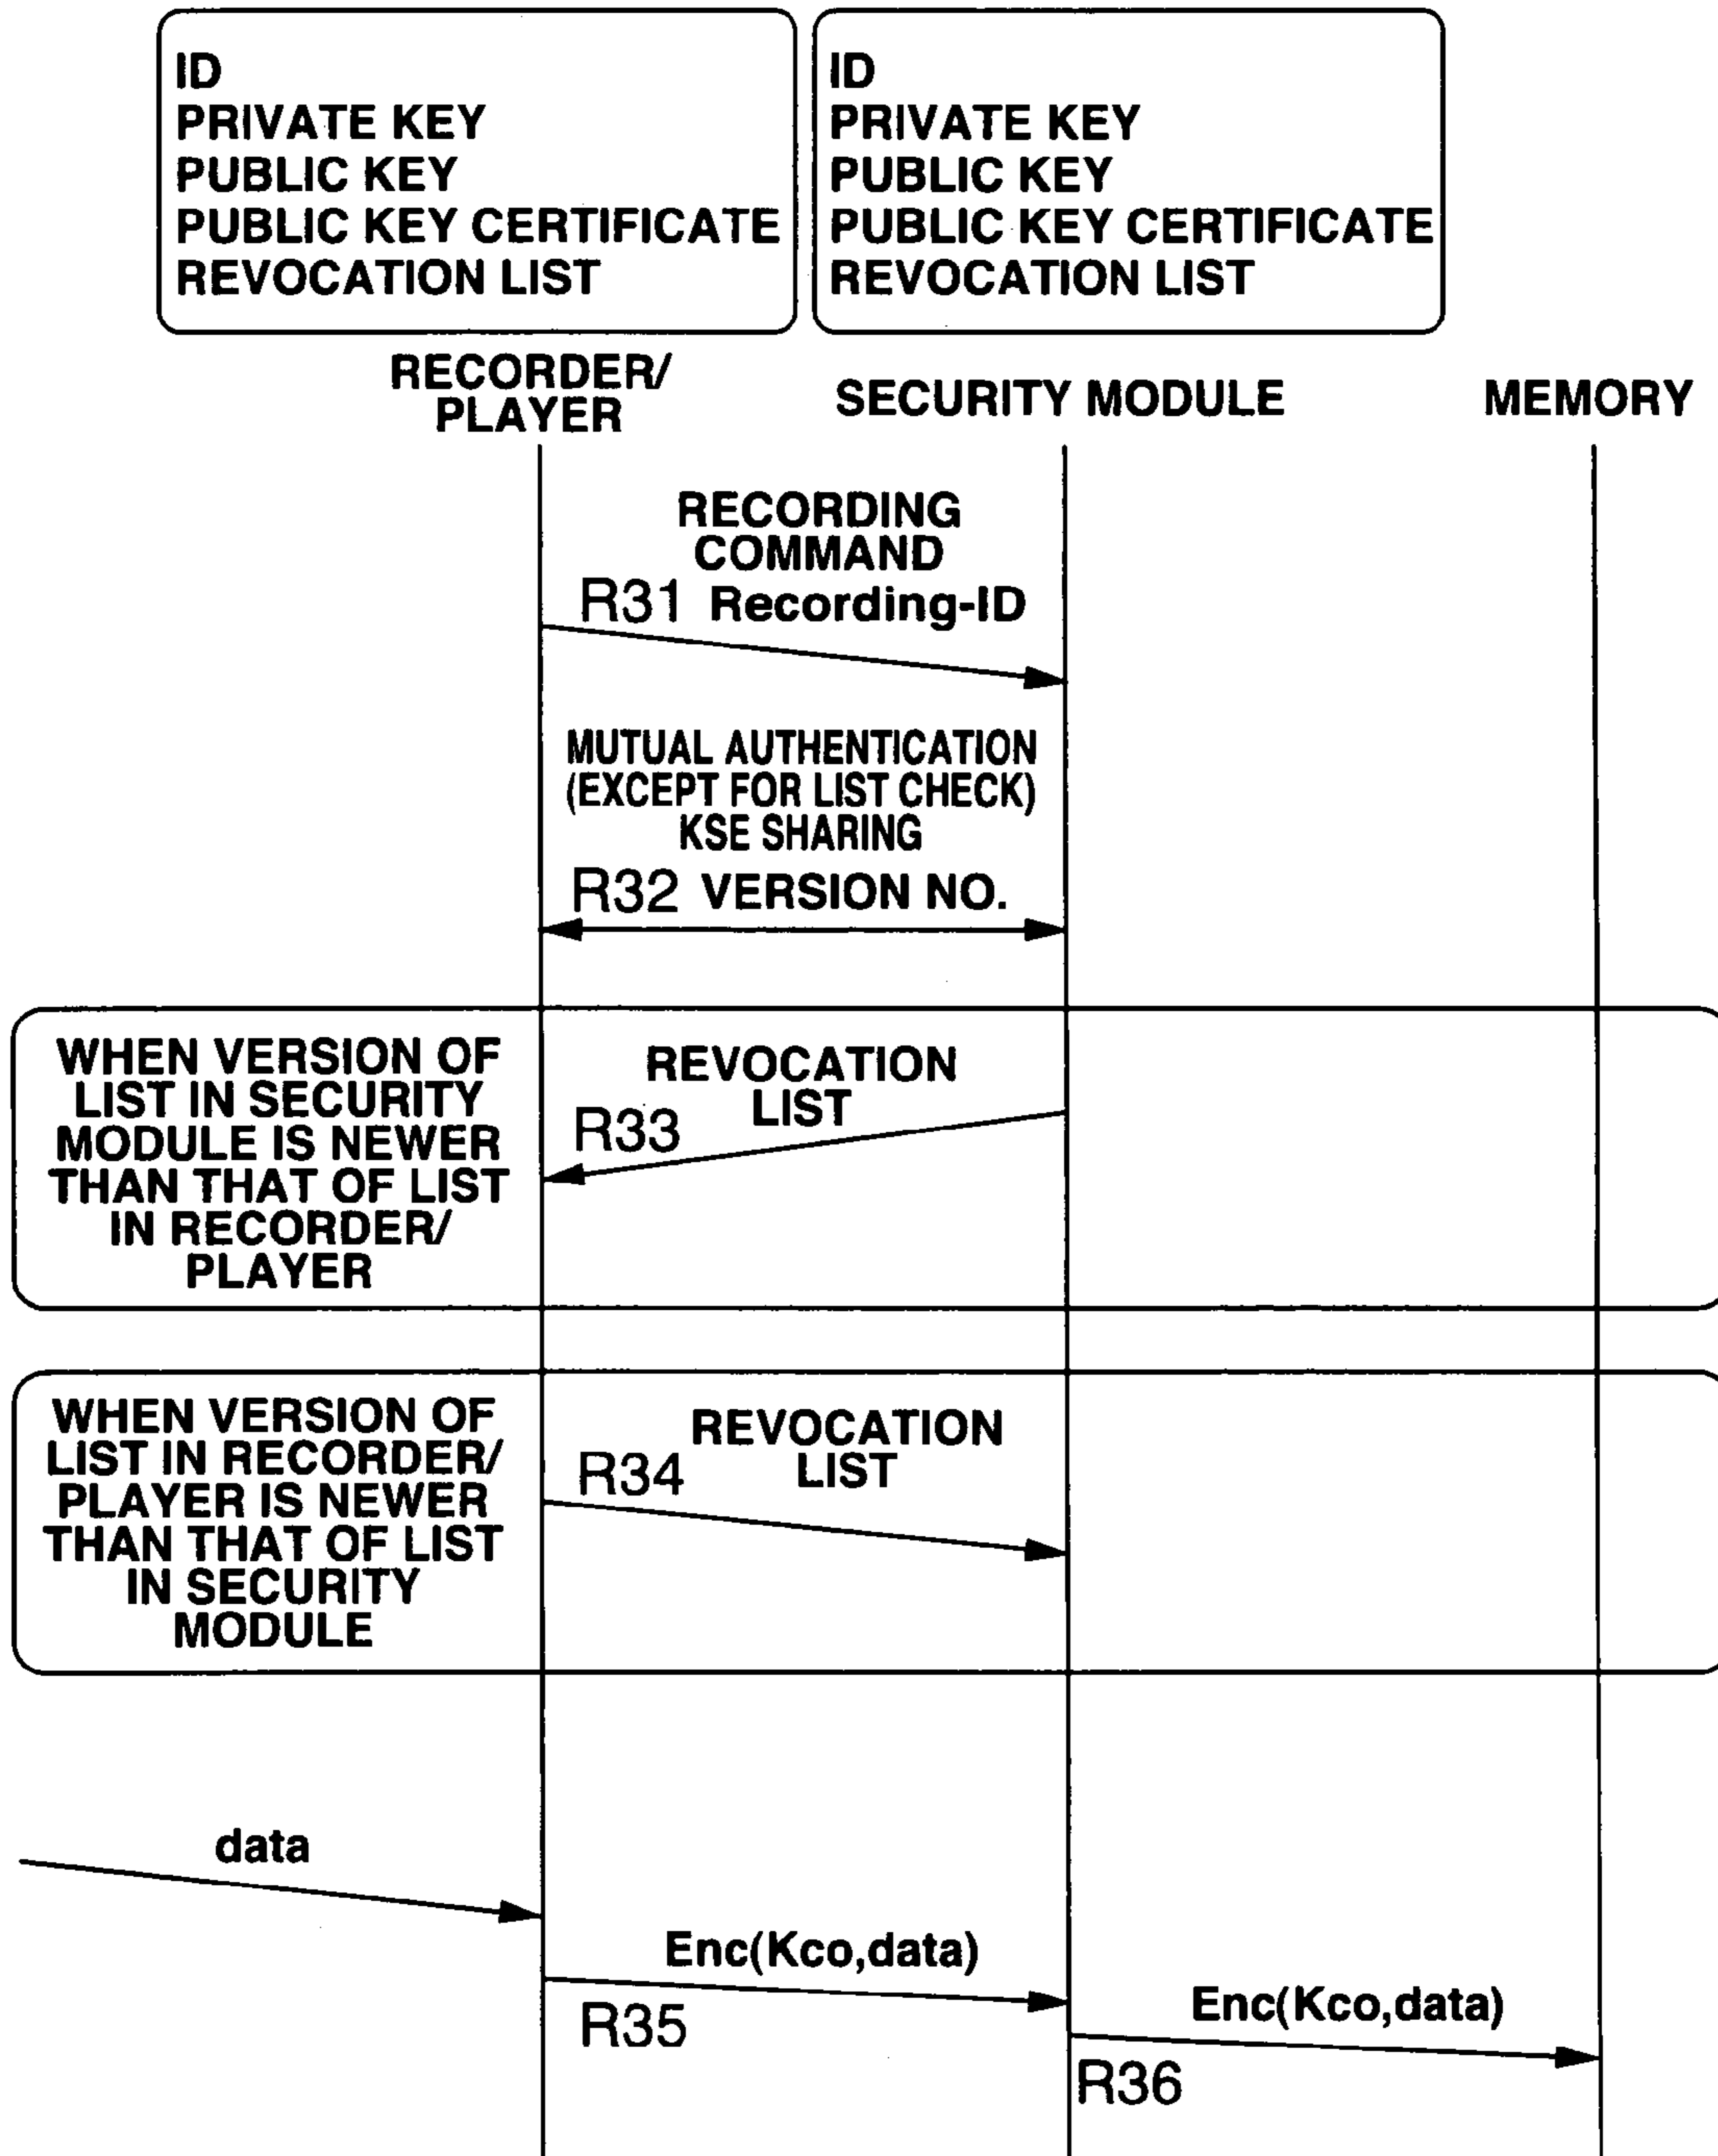 ID
PRIVATE KEY
PUBLIC KEY
PUBLIC KEY CERTIFICATE
REVOCATION LIST
ID
PRIVATE KEY
PUBLIC KEY
PUBLIC KEY CERTIFICATE
REVOCATION LIST
RECORDER/
PLAYER
SECURITY MODULE
MEMORY
RECORDING
COMMAND
R31 Recording-ID
MUTUAL AUTHENTICATION
(EXCEPT FOR LIST CHECK)
KSE SHARING
R32 VERSION NO.
WHEN VERSION OF
LIST IN SECURITY
MODULE IS NEWER
THAN THAT OF LIST
IN RECORDER/
PLAYER
REVOCATION
LIST
R33
WHEN VERSION OF
LIST IN RECORDER/
PLAYER IS NEWER
THAN THAT OF LIST
IN SECURITY
MODULE
REVOCATION
LIST
R34
data
Enc(Kco,data)
R35
Enc(Kco,data)
R36